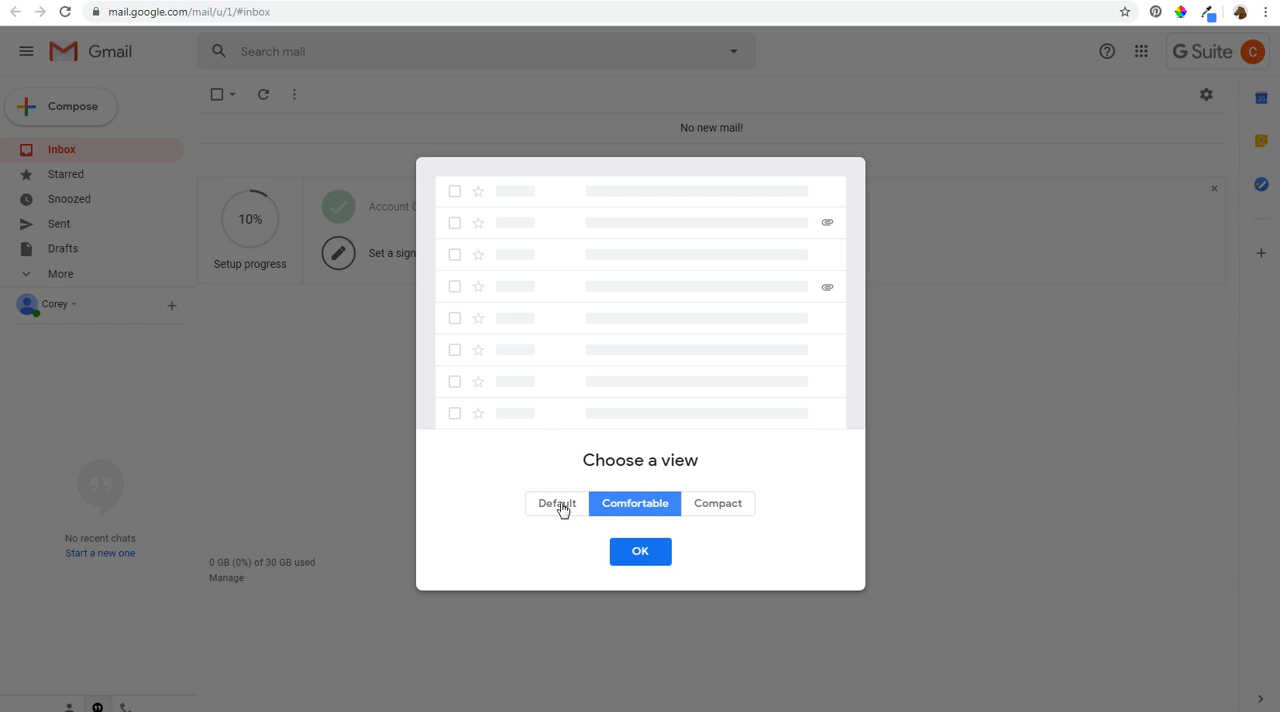 mail.google.com/mail/u/1/#inbox
Gmail
Search mail
G Suite C
Compose
No new mail!
Inbox
Starred
Snoozed
Sent
Drafts
More
Corey
10%
Setup progress
Account C
Set a sign
Choose a view
Default Comfortable Compact
OK
No recent chats
Start a new one
0 GB (0%) of 30 GB used
Manage